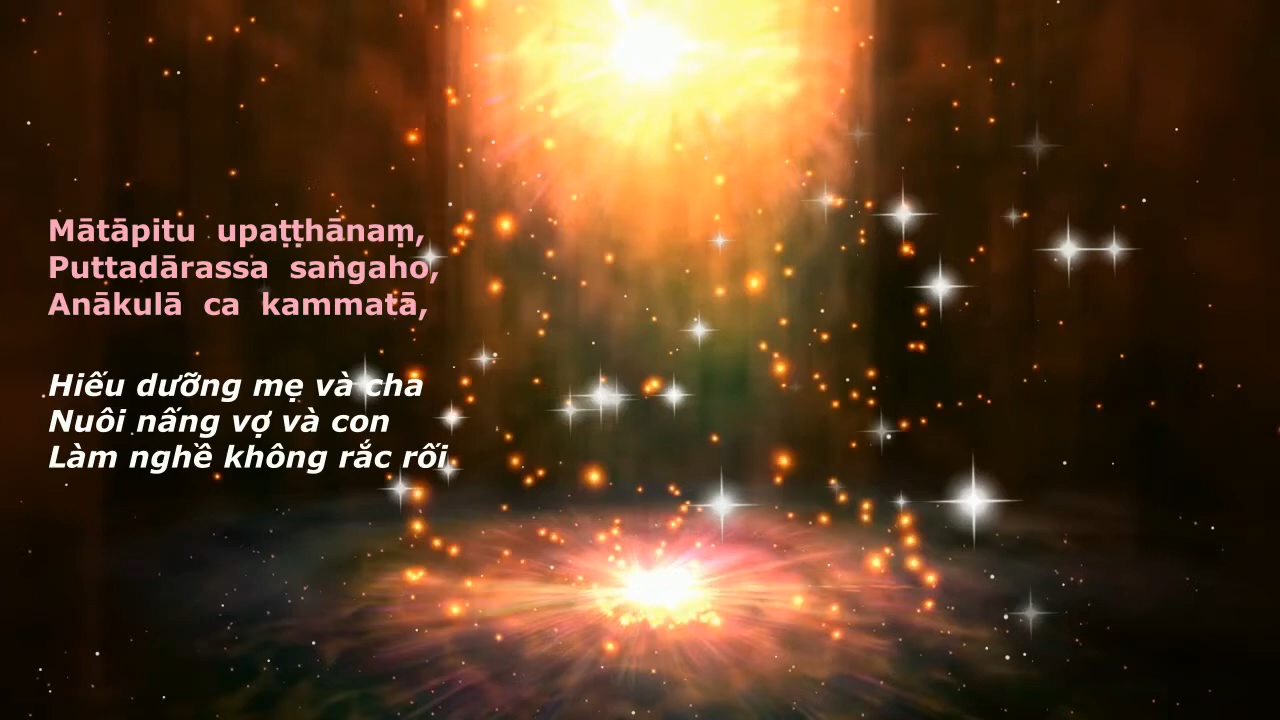 Mātāpitu upaṭṭhānaṃ,
Puttadārassa saṅgaho,
Anākulā ca kammatā,
Hiếu dưỡng mẹ và cha
Nuôi nấng vợ và con
Làm nghề không rắc rối